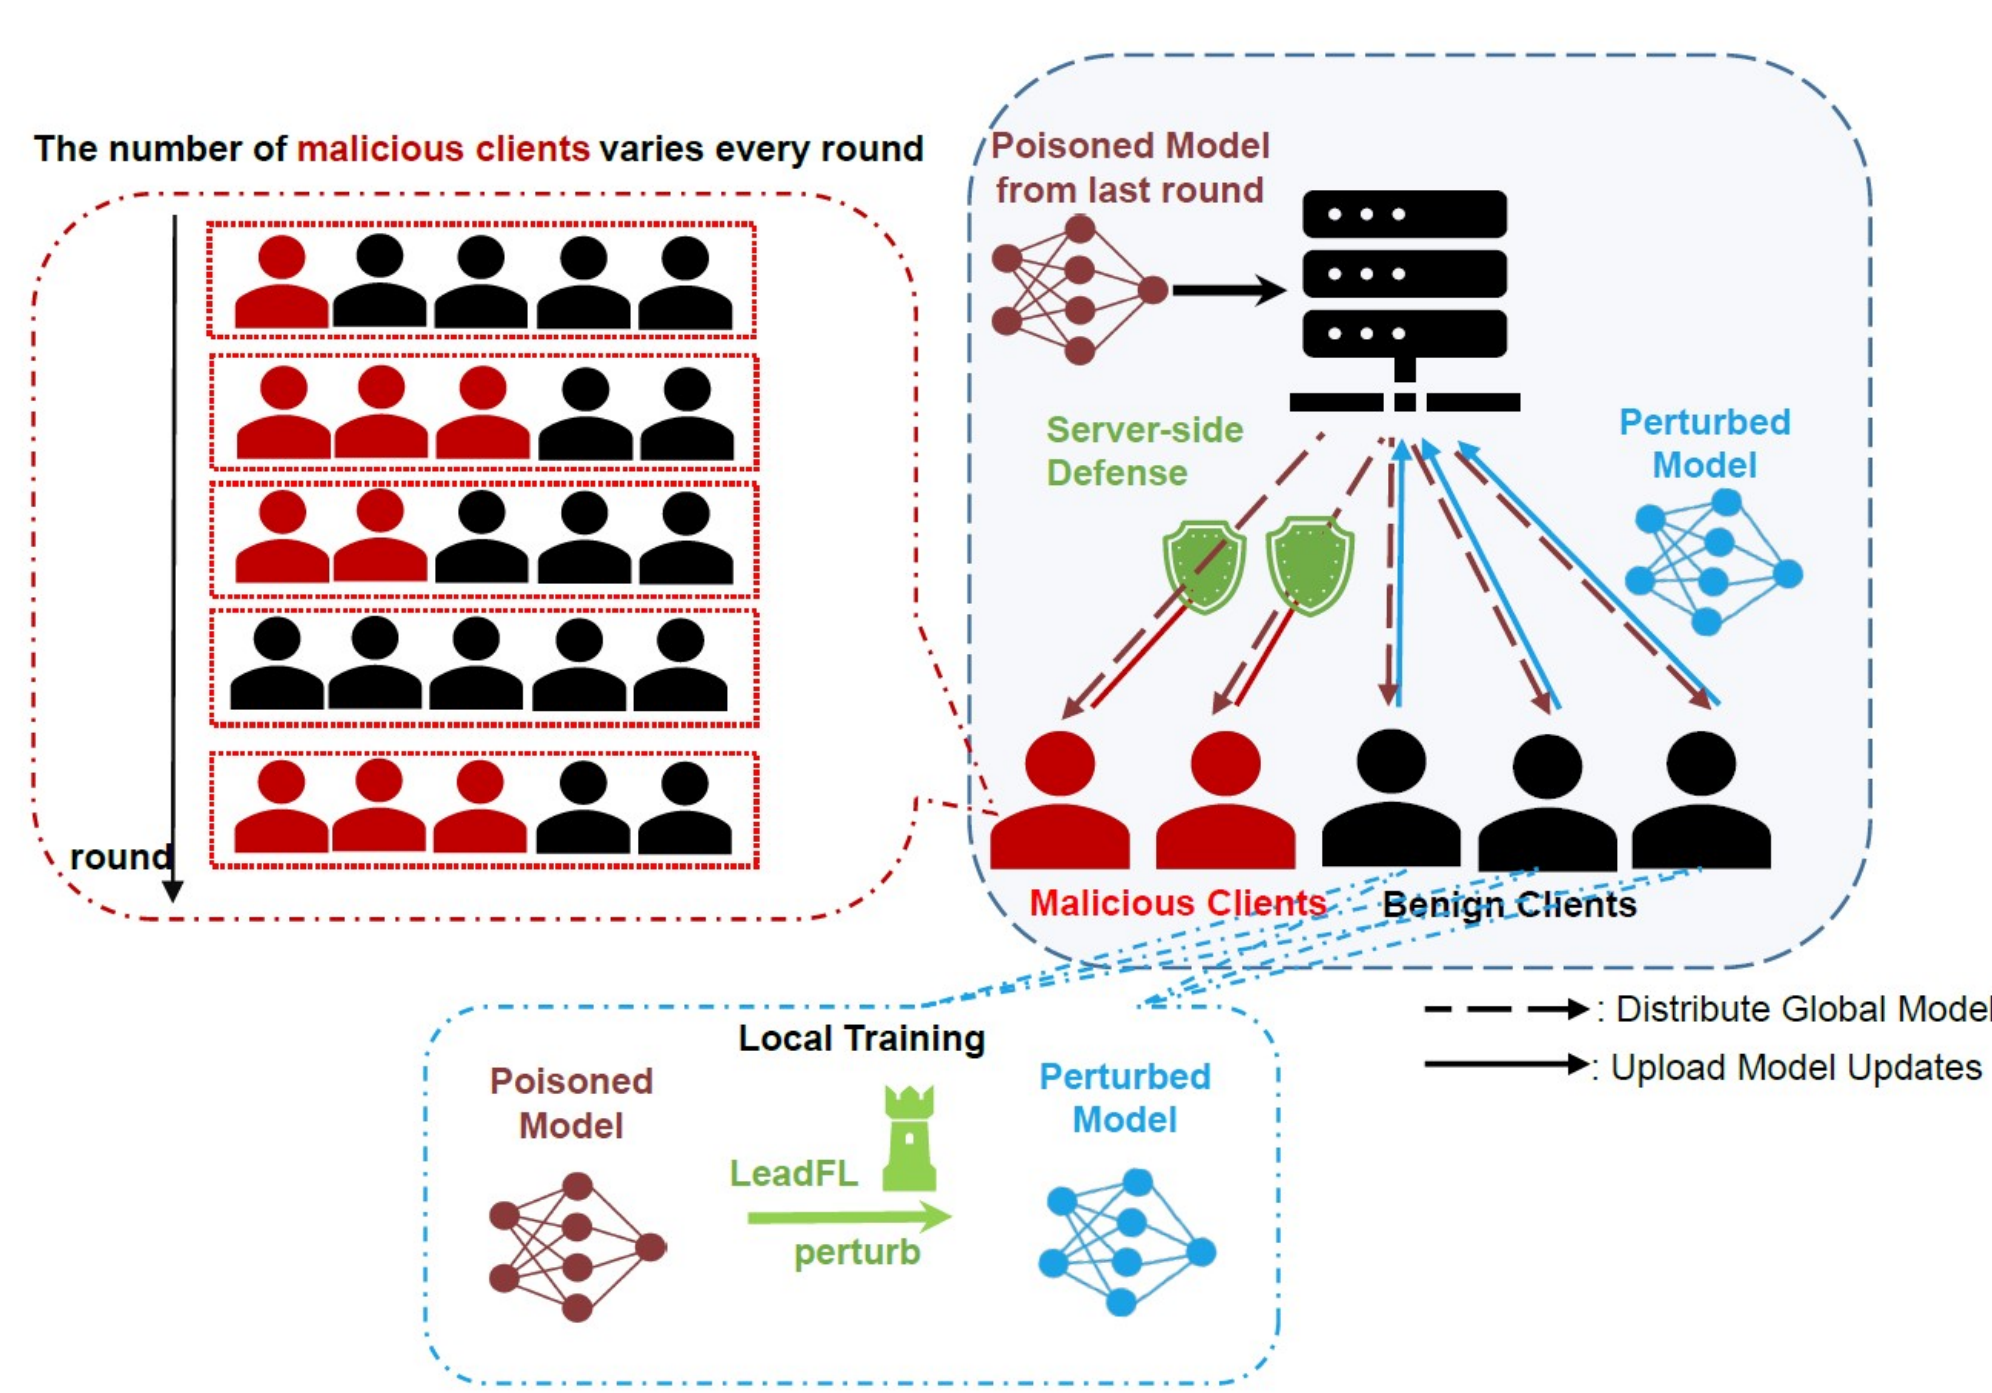 The number of malicious clients varies every round
round
Poisoned Model
from last round
Server-side
Defense
Perturbed
Model
Malicious Clients
Benign Clients
: Distribute Global Model
: Upload Model Updates
Local Training
Poisoned
Model
LeadFL
perturb
Perturbed
Model